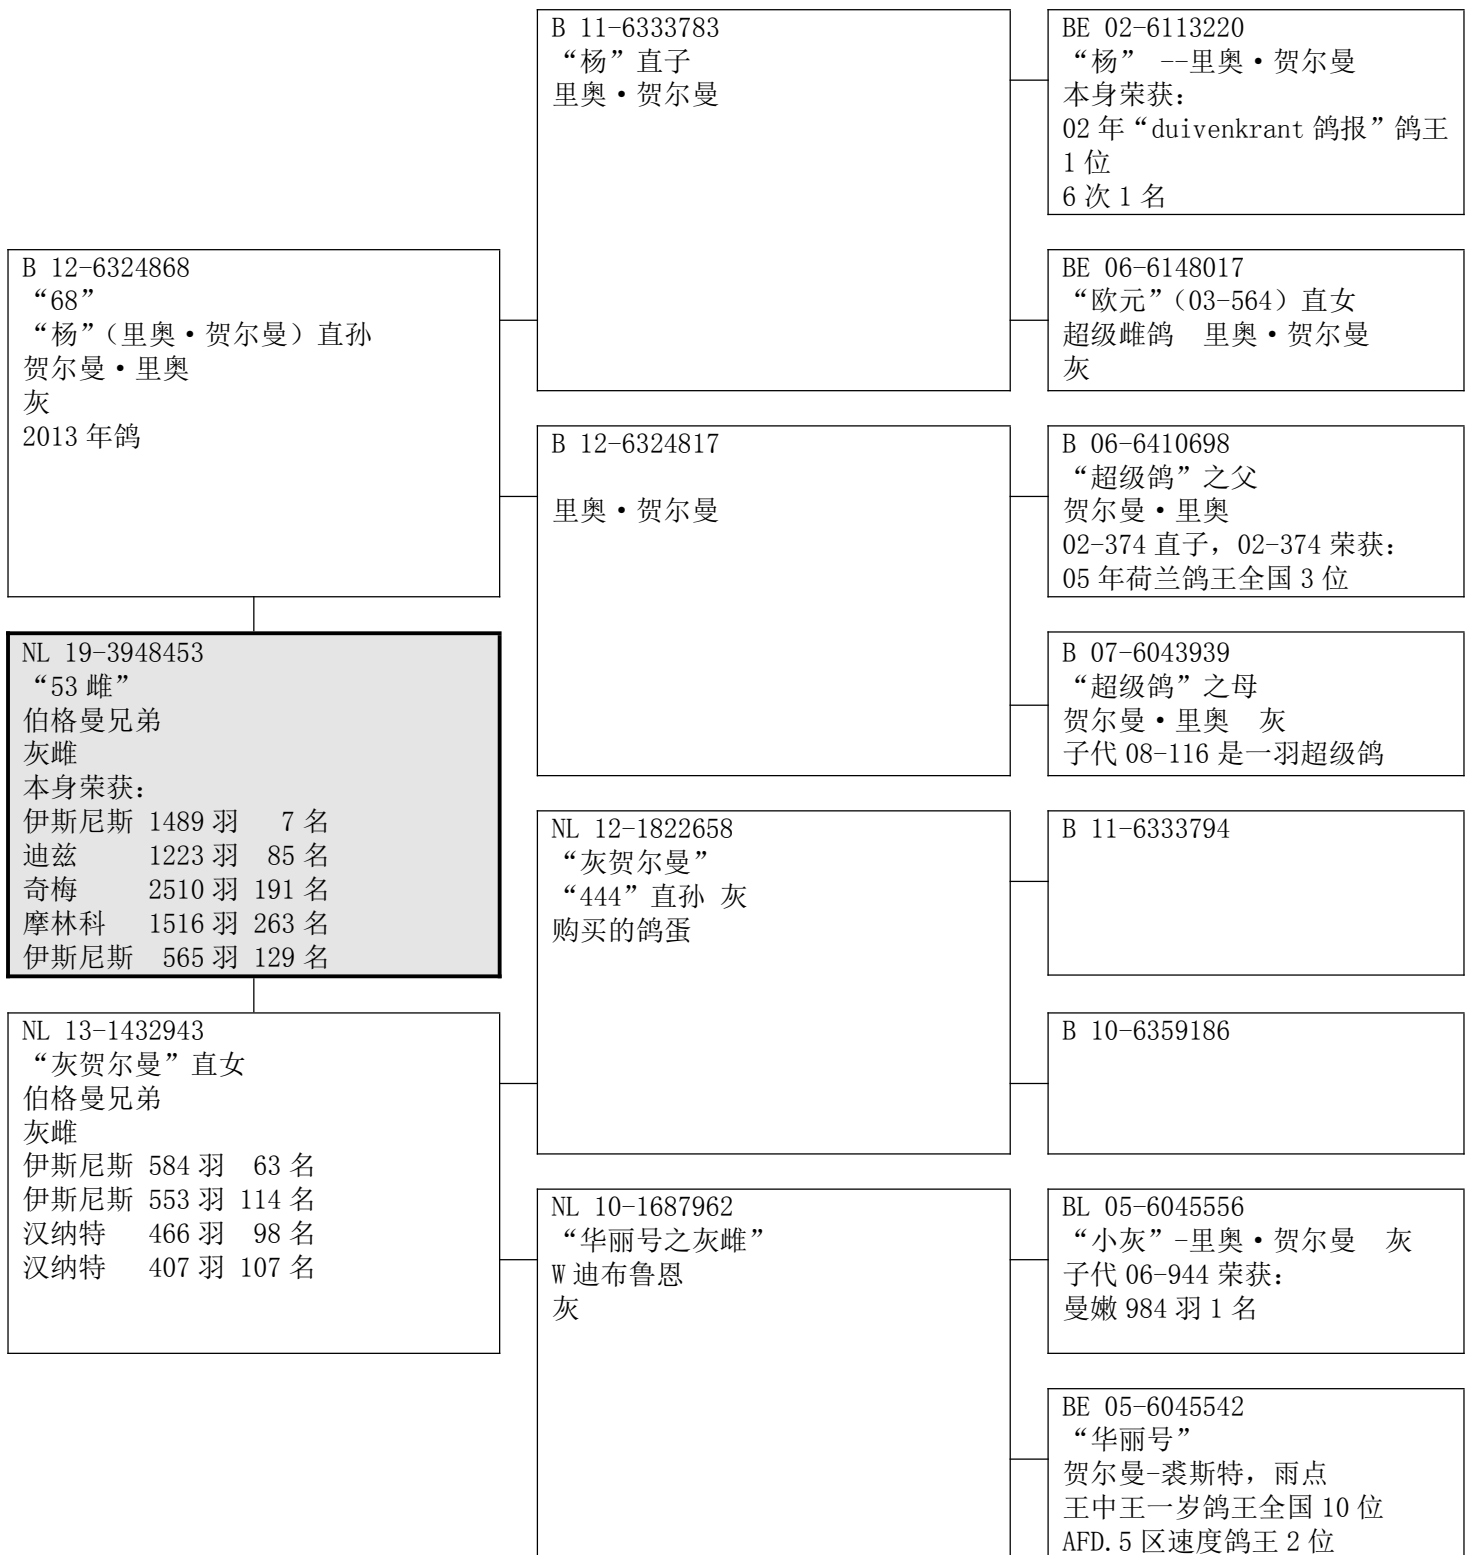 B 11-6333783
“杨”直子
里奥·贺尔曼
BE 02-6113220
“杨” --里奥·贺尔曼
本身荣获:
02 年“duivenkrant 鸽报”鸽王
1 位
6 次 1 名
BE 06-6148017
“欧元”(03-564) 直女
超级雌鸽 里奥·贺尔曼
灰
B 12-6324868
“68”
“杨”(里奥·贺尔曼) 直孙
贺尔曼·里奥
灰
2013 年鸽
B 12-6324817
里奥·贺尔曼
B 06-6410698
“超级鸽”之父
贺尔曼·里奥
02-374 直子, 02-374 荣获:
05 年荷兰鸽王全国 3 位
B 07-6043939
“超级鸽”之母
贺尔曼·里奥 灰
子代 08-116 是一羽超级鸽
NL 19-3948453
“53 雌”
伯格曼兄弟
灰雌
本身荣获:
伊斯尼斯 1489 羽 7 名
迪兹 1223 羽 85 名
奇梅 2510 羽 191 名
摩林科 1516 羽 263 名
伊斯尼斯 565 羽 129 名
NL 12-1822658
“灰贺尔曼”
“444”直孙 灰
购买的鸽蛋
B 11-6333794
B 10-6359186
NL 13-1432943
“灰贺尔曼”直女
伯格曼兄弟
灰雌
伊斯尼斯 584 羽 63 名
伊斯尼斯 553 羽 114 名
汉纳特 466 羽 98 名
汉纳特 407 羽 107 名
NL 10-1687962
“华丽号之灰雌”
W 迪布鲁恩
灰
BL 05-6045556
“小灰”-里奥·贺尔曼 灰
子代 06-944 荣获:
曼嫩 984 羽 1 名
BE 05-6045542
“华丽号”
贺尔曼-裘斯特, 雨点
王中王一岁鸽王全国 10 位
AFD.5 区速度鸽王 2 位